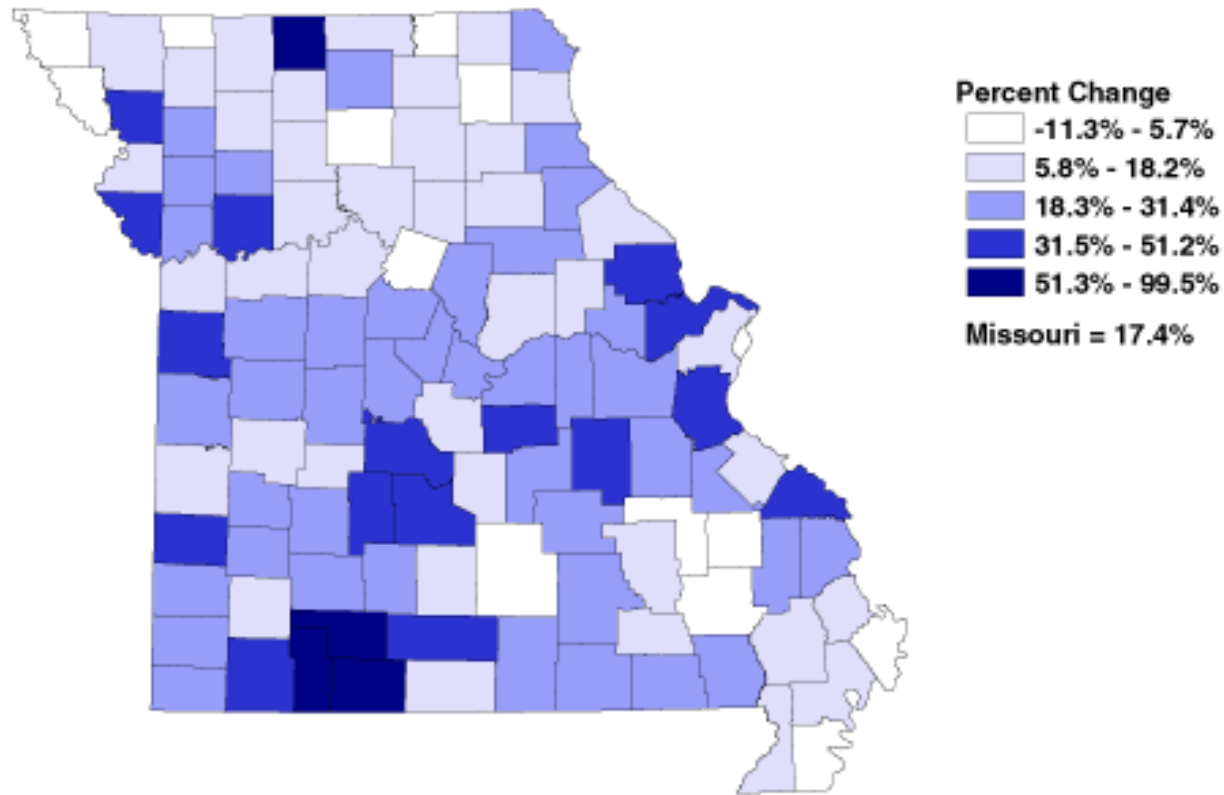 Percent Change
-11.3% - 5.7%
5.8% - 18.2%
18.3% - 31.4%
31.5% - 51.2%
51.3% - 99.5%
Missouri = 17.4%